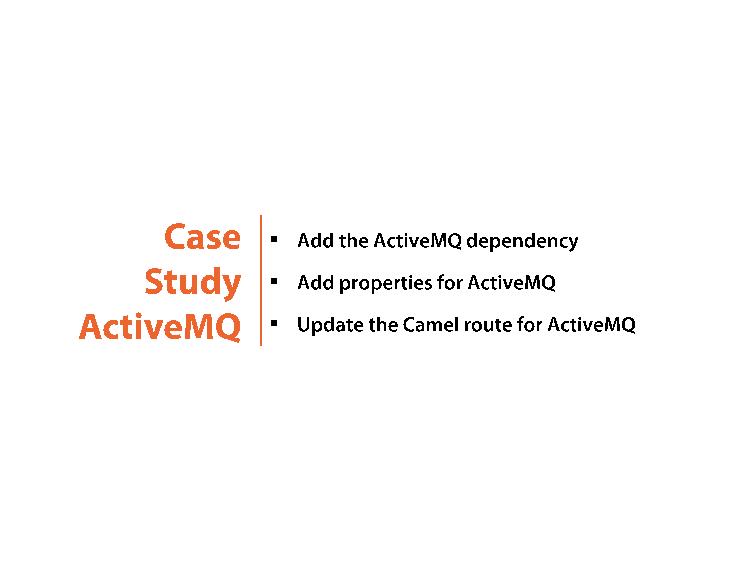 Case
Study
ActiveMQ
▪ Add the ActiveMQ dependency
▪ Add properties for ActiveMQ
▪ Update the Camel route for ActiveMQ